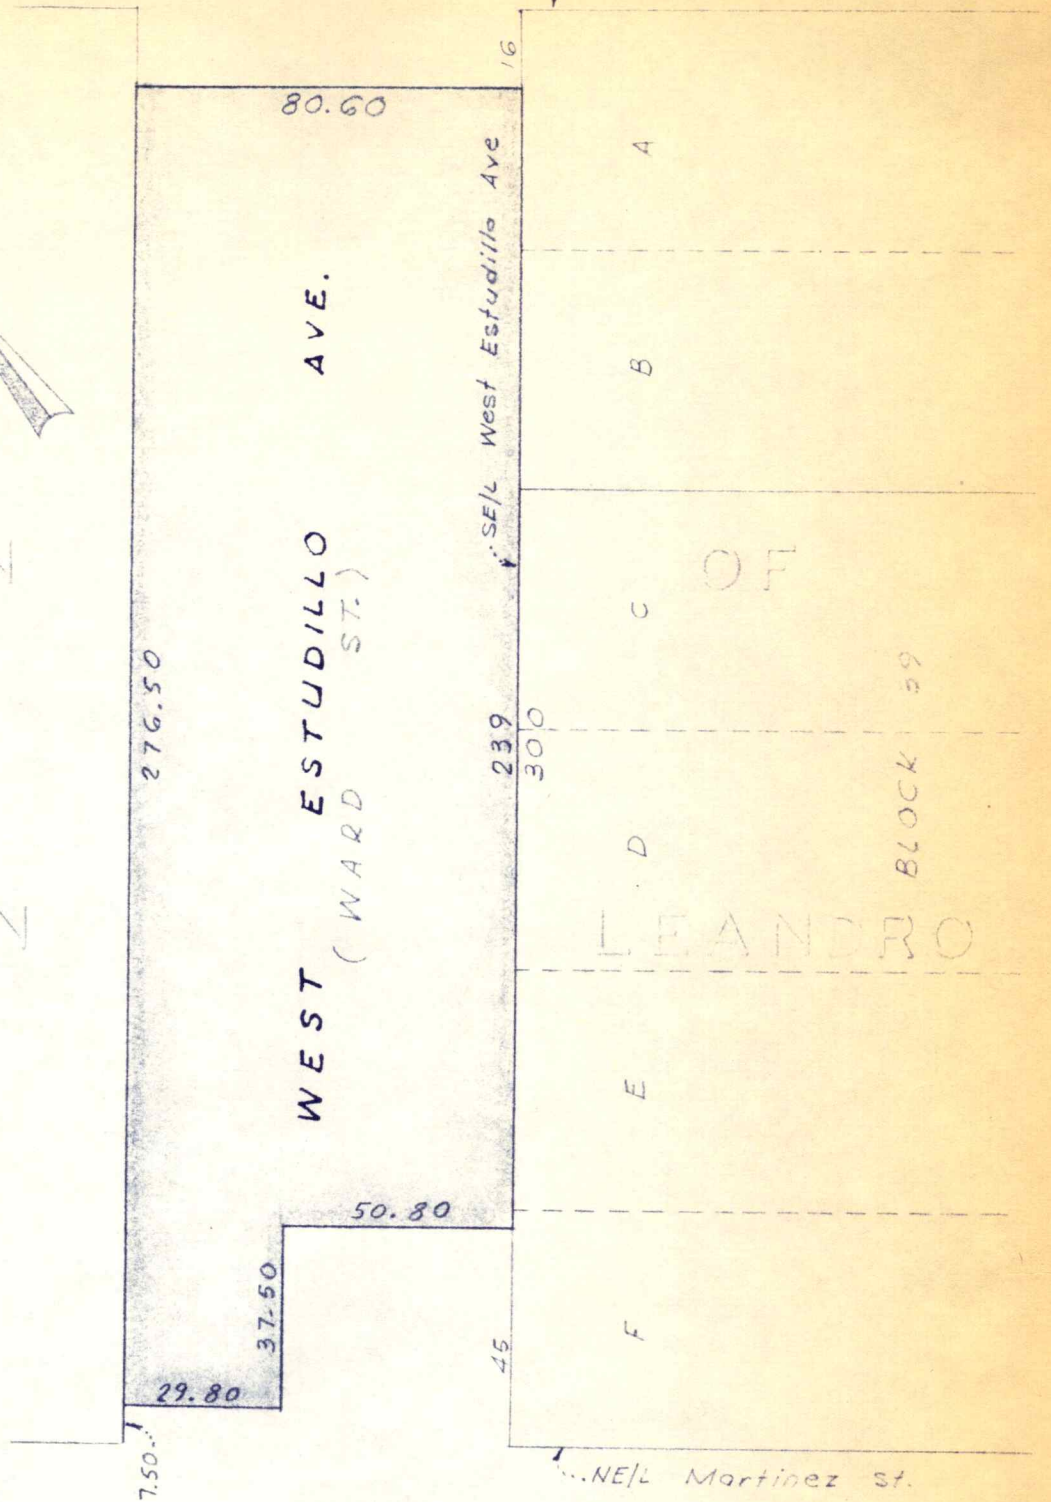 16
80.60
SE/L West Estudillo Ave
WEST ESTUDILLO AVE.
(WARD ST.)
276.50
239
300
A
B
C
D
E
F
OF
LEANDRO
BLOCK
50.80
37.50
29.80
45
7.50
NE/L Martinez St.